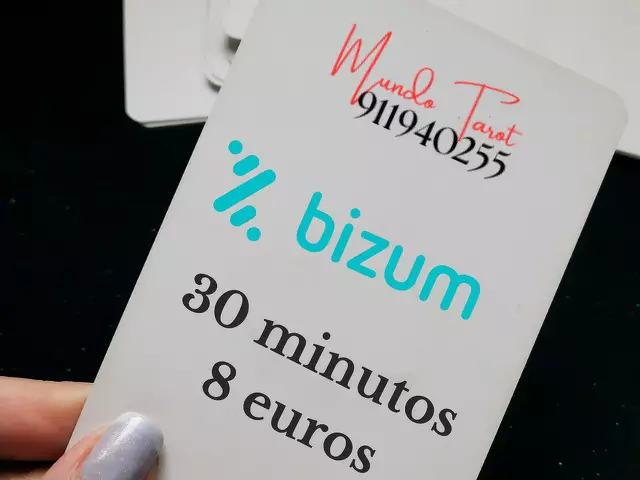 Mundo Tarot
911940255
bizum
30 minutos
8 euros